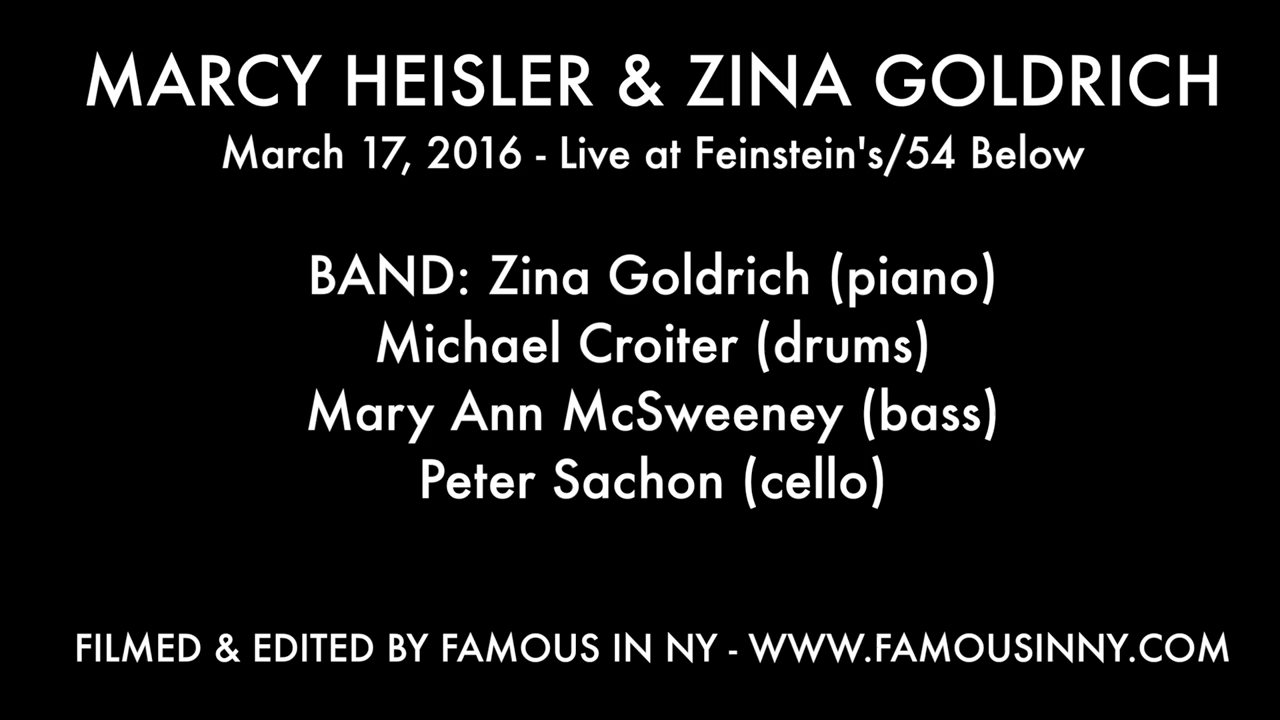 MARCY HEISLER & ZINA GOLDRICH
March 17, 2016 - Live at Feinstein's/54 Below
BAND: Zina Goldrich (piano)
Michael Croiter (drums)
Mary Ann McSweeney (bass)
Peter Sachon (cello)
FILMED & EDITED BY FAMOUS IN NY - WWW.FAMOUSINNY.COM